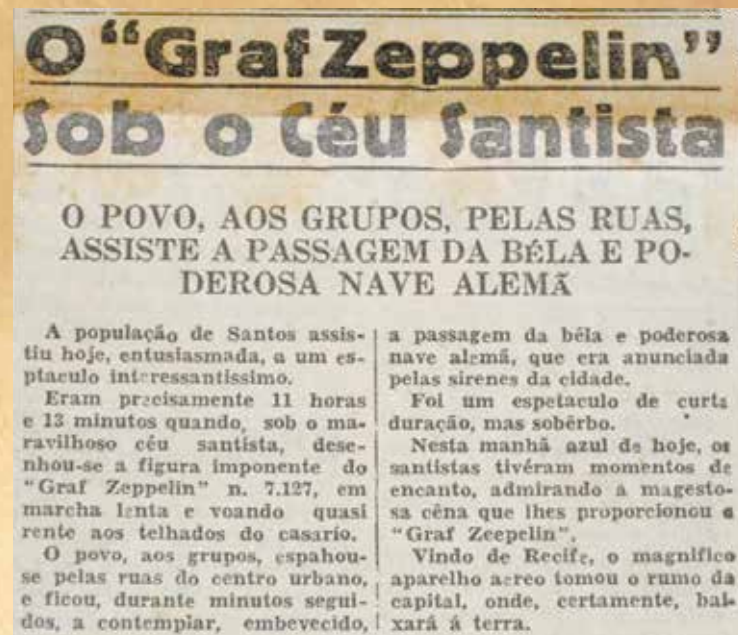 O "Graf Zeppelin"
Sob o Céu Santista
O POVO, AOS GRUPOS, PELAS RUAS,
ASSISTE A PASSAGEM DA BÉLA E PO-
DEROSA NAVE ALEMÃ
A população de Santos assis-
tiu hoje, entusiasmada, a um es-
ptaculo interessantissimo.
Eram precisamente 11 horas
e 13 minutos quando, sob o ma-
ravilhoso céu santista, dese-
nhou-se a figura imponente do
"Graf Zeppelin" n. 7.127, em
marcha lenta e voando quasi
rente aos telhados do casario.
O povo, aos grupos, espahou-
se pelas ruas do centro urbano,
e ficou, durante minutos segui-
dos, a contemplar, embevecido,
a passagem da béla e poderosa
nave alemã, que era anunciada
pelas sirenes da cidade.
Foi um espetaculo de curta
duração, mas sobêrbo.
Nesta manhã azul de hoje, os
santistas tivéram momentos de
encanto, admirando a magesto-
sa cêna que lhes proporcionou o
"Graf Zeepelin".
Vindo de Recife, o magnifico
aparelho aereo tomou o rumo da
capital, onde, certamente, bai-
xará á terra.